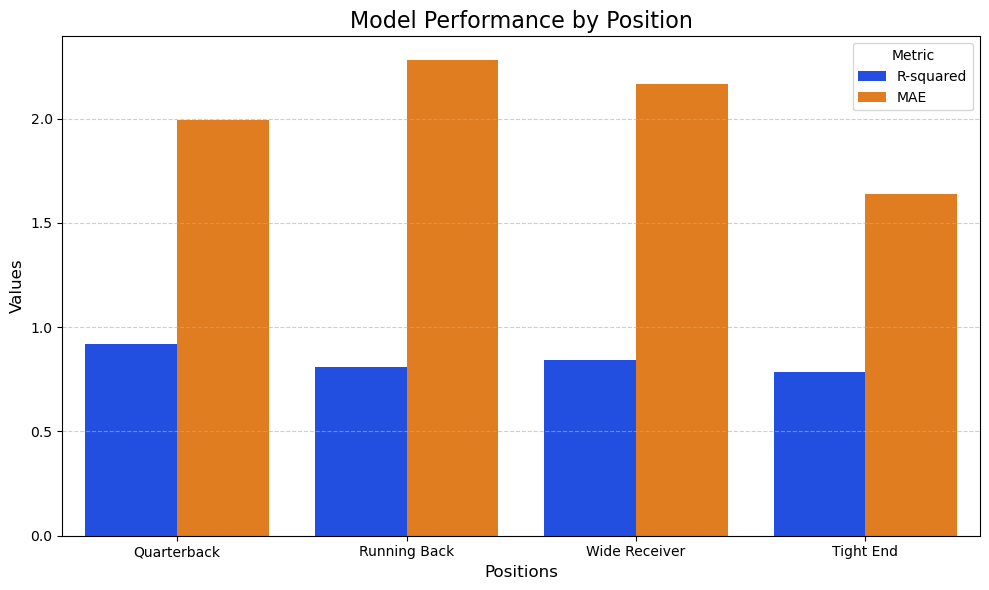 Model Performance by Position
Metric
R-squared
MAE
Values
2.0
1.5
1.0
0.5
0.0
Quarterback
Running Back
Wide Receiver
Tight End
Positions